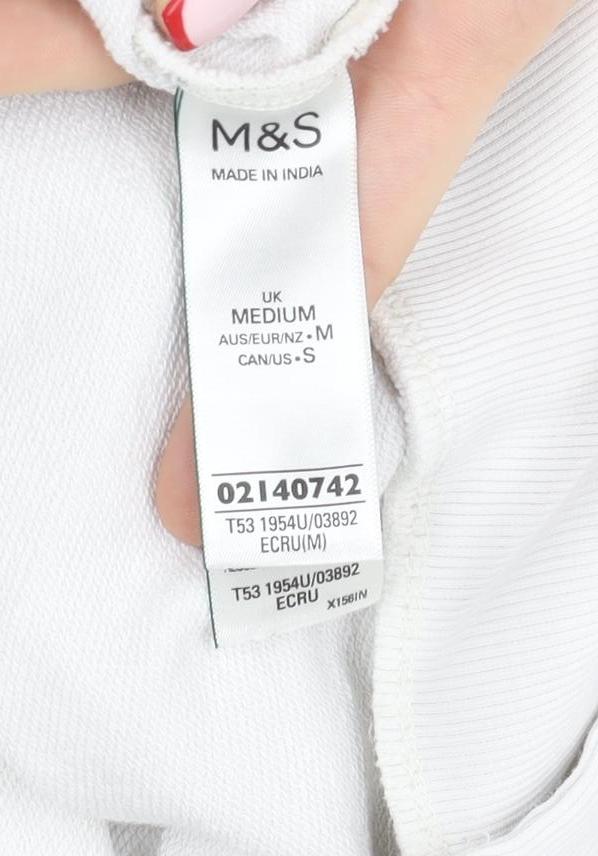 M&S
MADE IN INDIA
UK
MEDIUM
AUS/EUR/NZ • M
CAN/US • S
02140742
T53 1954U/03892
ECRU(M)
T53 1954U/03892
ECRU X156IN